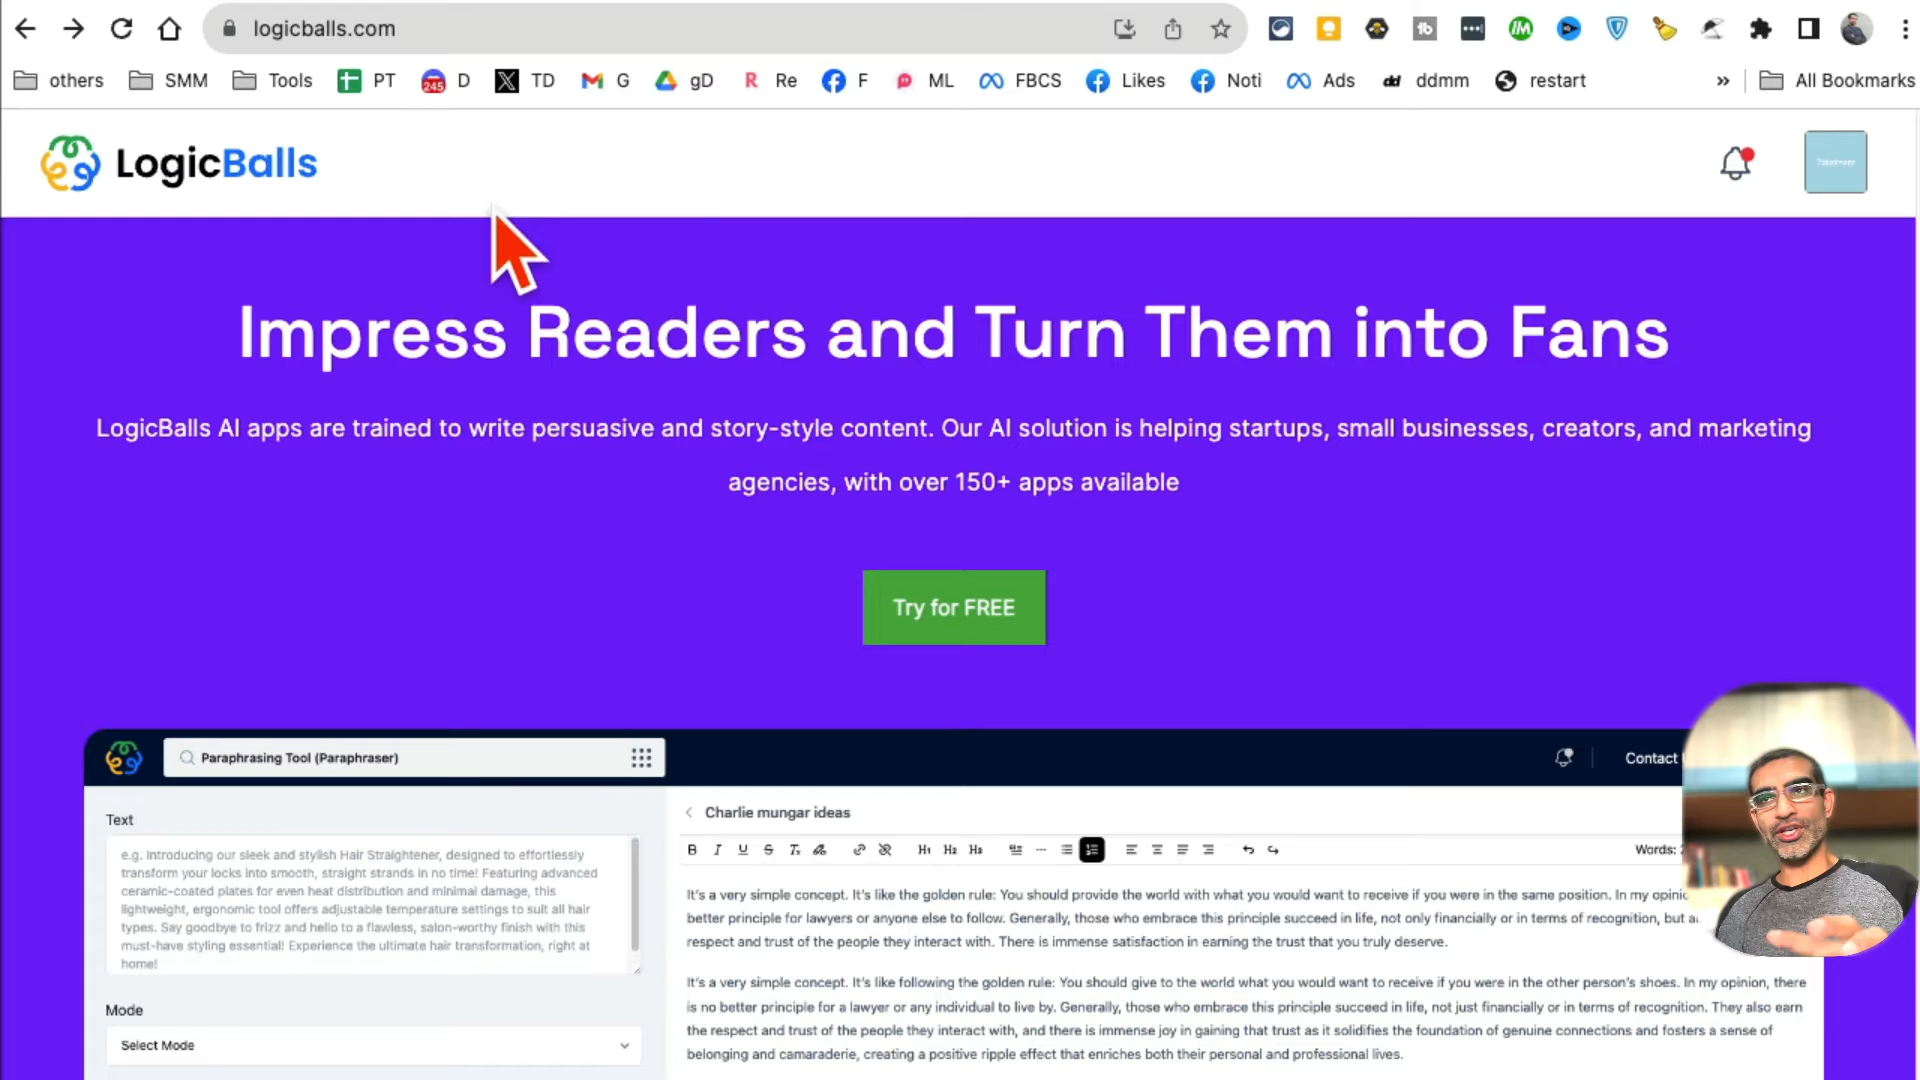 logicballs.com
others SMM Tools PT D TD G gD Re F ML FBCS Likes Noti Ads ddmm restart » All Bookmarks
LogicBalls
Impress Readers and Turn Them into Fans
LogicBalls AI apps are trained to write persuasive and story-style content. Our AI solution is helping startups, small businesses, creators, and marketing
agencies, with over 150+ apps available
Try for FREE
Paraphrasing Tool (Paraphraser)
Contact
Text
Charlie mungar ideas
Words:
e.g. Introducing our sleek and stylish Hair Straightener, designed to effortlessly
transform your locks into smooth, straight strands in no time! Featuring advanced
ceramic-coated plates for even heat distribution and minimal damage, this
lightweight, ergonomic tool offers adjustable temperature settings to suit all hair
types. Say goodbye to frizz and hello to a flawless, salon-worthy finish with this
must-have styling essential! Experience the ultimate hair transformation, right at
home!
Mode
Select Mode
It's a very simple concept. It's like the golden rule: You should provide the world with what you would want to receive if you were in the same position. In my
better principle for lawyers or anyone else to follow. Generally, those who embrace this principle succeed in life, not only financially or in terms of recognition, but
respect and trust of the people they interact with. There is immense satisfaction in earning the trust that you truly deserve.
It's a very simple concept. It's like following the golden rule: You should give to the world what you would want to receive if you were in the other person's shoes. In my opinion, there
is no better principle for a lawyer or any individual to live by. Generally, those who embrace this principle succeed in life, not just financially or in terms of recognition. They also earn
the respect and trust of the people they interact with, and there is immense joy in gaining that trust as it solidifies the foundation of genuine connections and fosters a sense of
belonging and camaraderie, creating a positive ripple effect that enriches both their personal and professional lives.